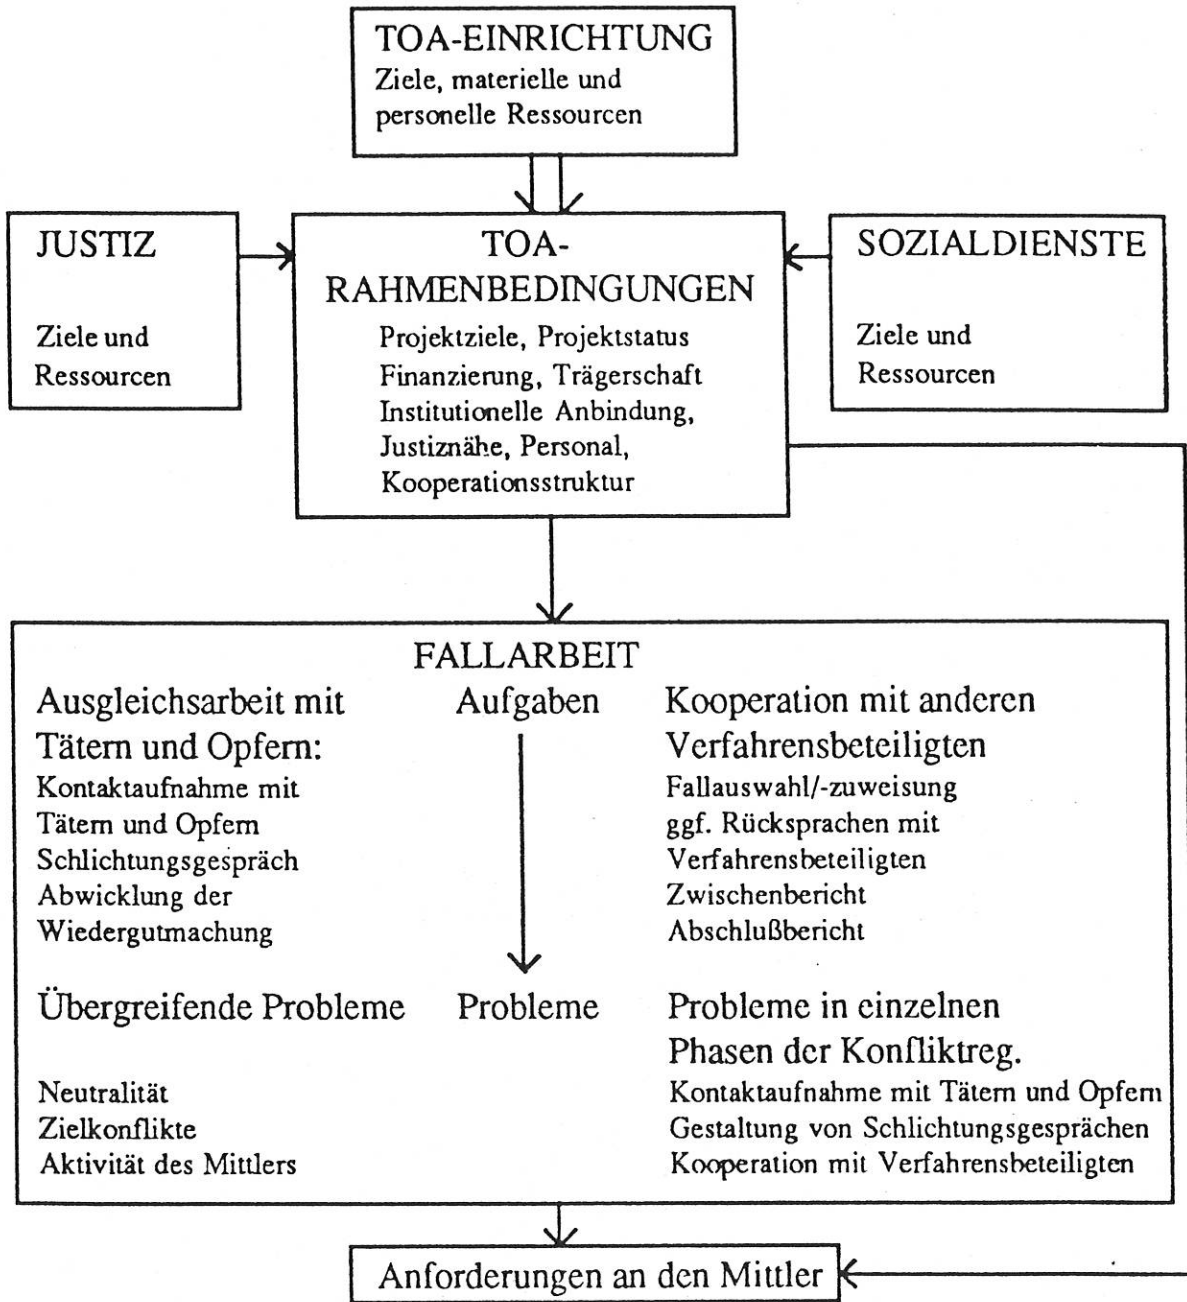 TOA-EINRICHTUNG
Ziele, materielle und
personelle Ressourcen
JUSTIZ
Ziele und
Ressourcen
TOA-
RAHMENBEDINGUNGEN
Projektziele, Projektstatus
Finanzierung, Trägerschaft
Institutionelle Anbindung,
Justiznähe, Personal,
Kooperationsstruktur
SOZIALDIENSTE
Ziele und
Ressourcen
FALLARBEIT
Ausgleichsarbeit mit
Tätern und Opfern:
Kontaktaufnahme mit
Tätern und Opfern
Schlichtungsgespräch
Abwicklung der
Wiedergutmachung
Aufgaben
Kooperation mit anderen
Verfahrensbeteiligten
Fallauswahl/-zuweisung
ggf. Rücksprachen mit
Verfahrensbeteiligten
Zwischenbericht
Abschlußbericht
Übergreifende Probleme
Neutralität
Zielkonflikte
Aktivität des Mittlers
Probleme
Probleme in einzelnen
Phasen der Konfliktreg.
Kontaktaufnahme mit Tätern und Opfern
Gestaltung von Schlichtungsgesprächen
Kooperation mit Verfahrensbeteiligten
Anforderungen an den Mittler